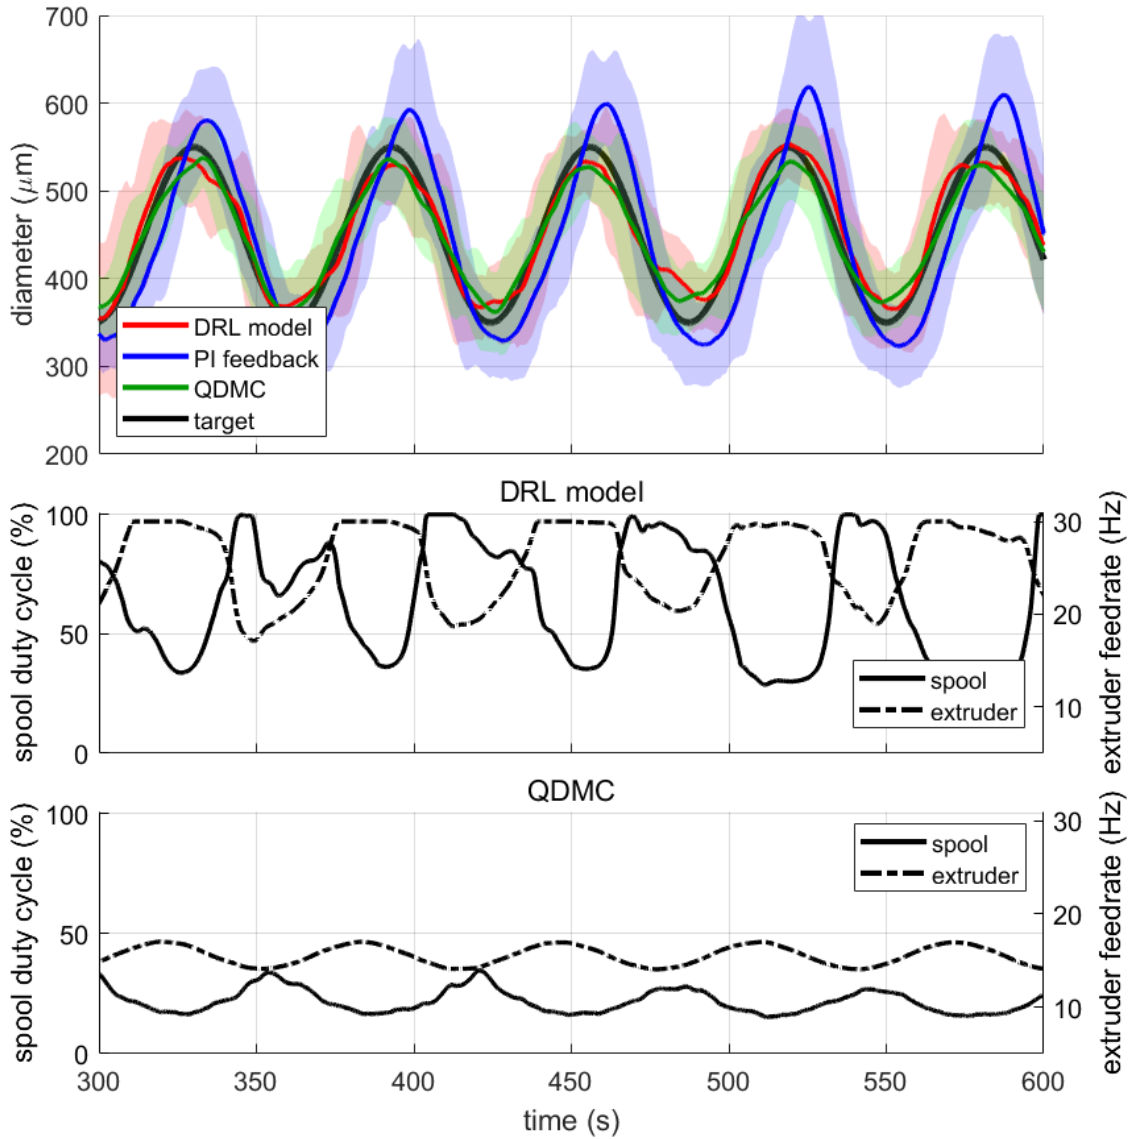 700
600
500
400
300
200
diameter (μm)
DRL model
PI feedback
QDMC
target
DRL model
100
50
0
spool duty cycle (%)
30
20
10
extruder feedrate (Hz)
spool
extruder
QDMC
100
50
0
spool duty cycle (%)
30
20
10
extruder feedrate (Hz)
spool
extruder
300 350 400 450 500 550 600
time (s)